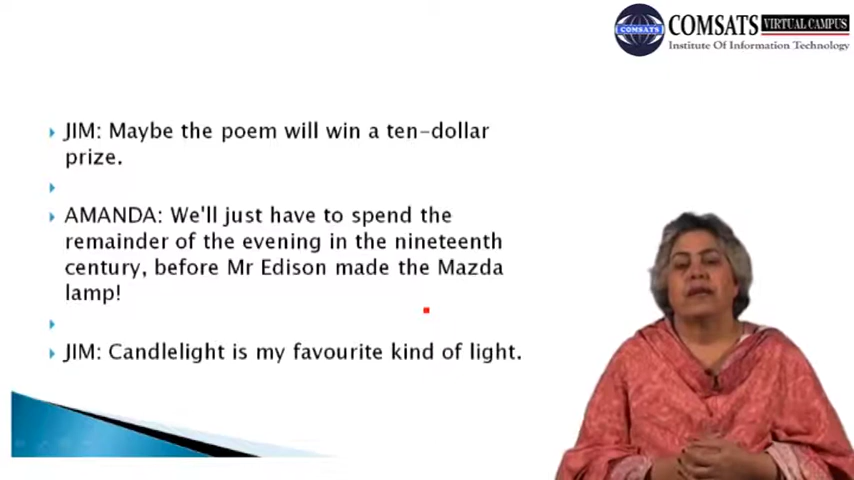 COMSATS VIRTUAL CAMPUS
COMSATS
Institute Of Information Technology
JIM: Maybe the poem will win a ten-dollar
prize.
AMANDA: We'll just have to spend the
remainder of the evening in the nineteenth
century, before Mr Edison made the Mazda
lamp!
JIM: Candlelight is my favourite kind of light.